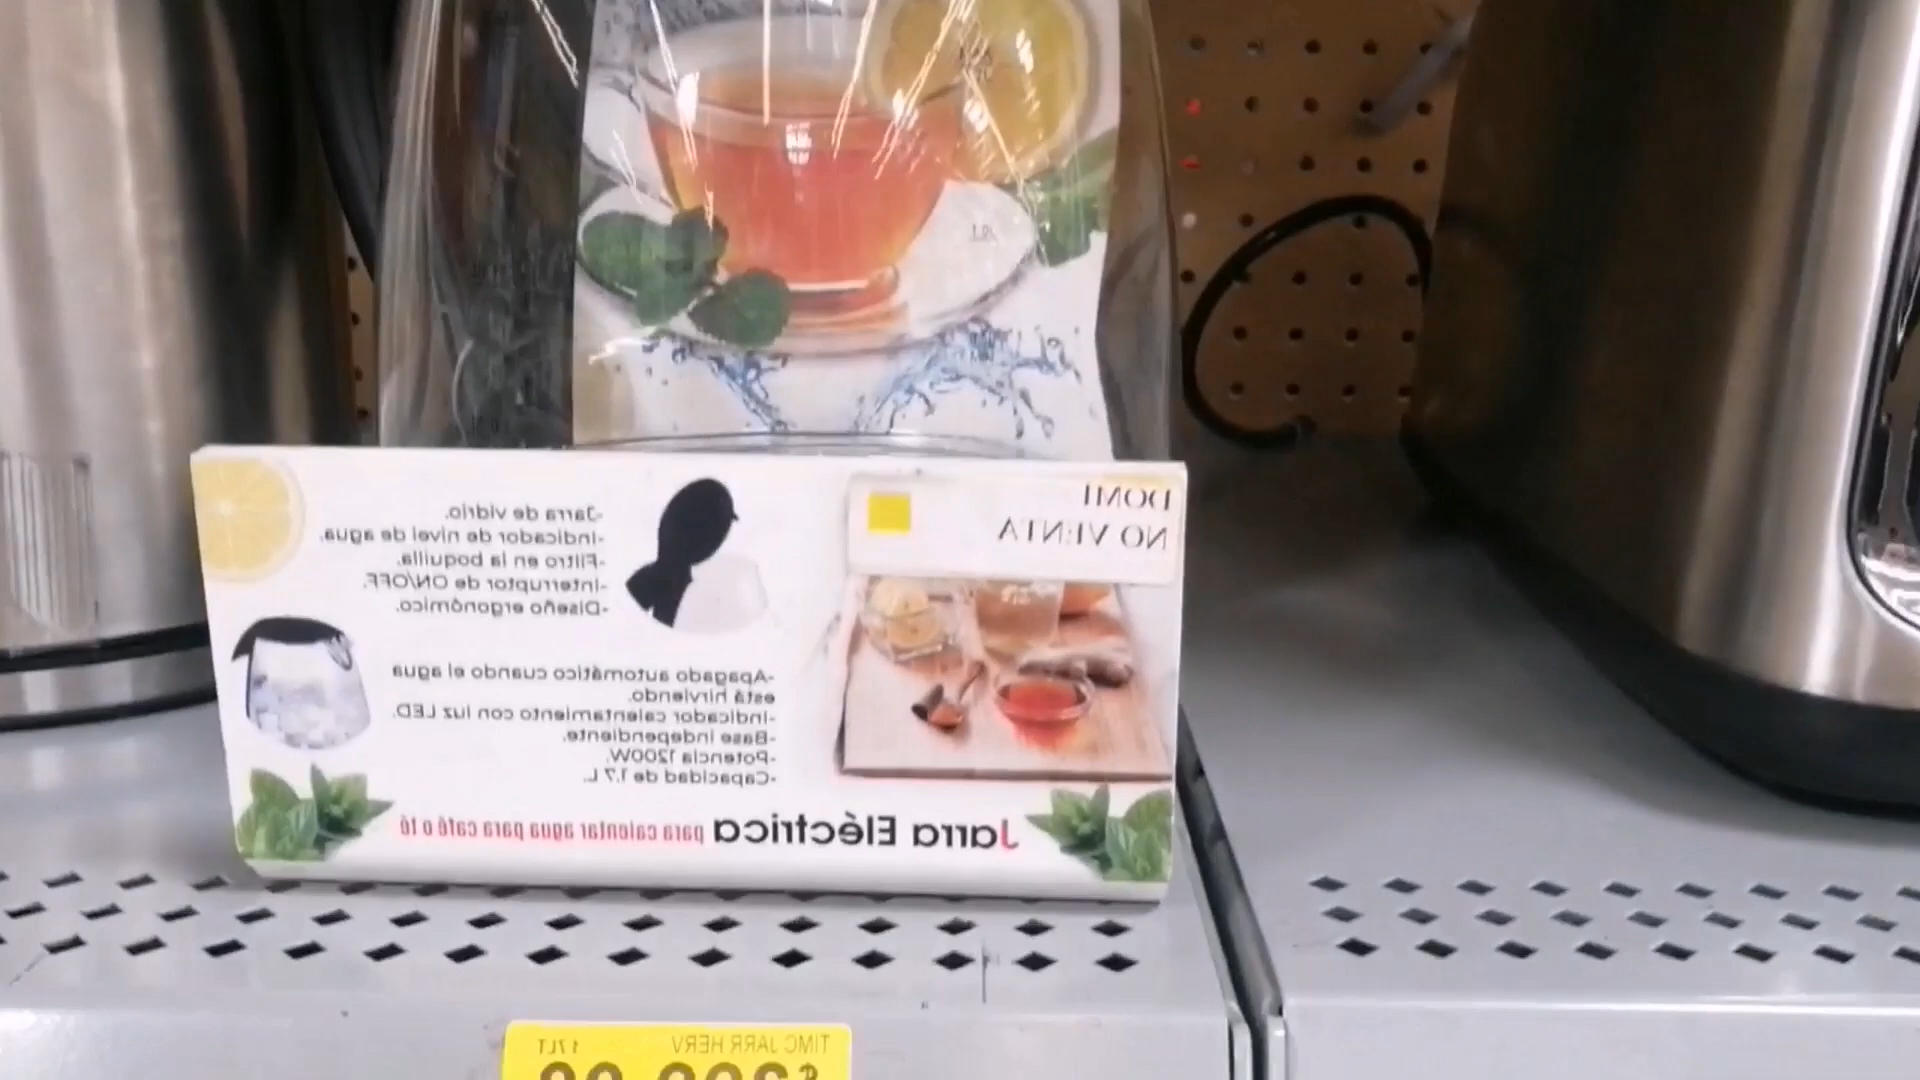 DOMI
NO VENTA
-Jarra de vidrio.
-Indicador de nivel de agua.
-Filtro en la boquilla.
-Interruptor de ON/OFF.
-Diseño ergonómico.
-Apagado automático cuando el agua
está hirviendo.
-Indicador calentamiento con luz LED.
-Base independiente.
-Potencia 1200W.
-Capacidad de 1.7 L.
Jarra Eléctrica para calentar agua para café o té
TIMC JARR HERV 17LT